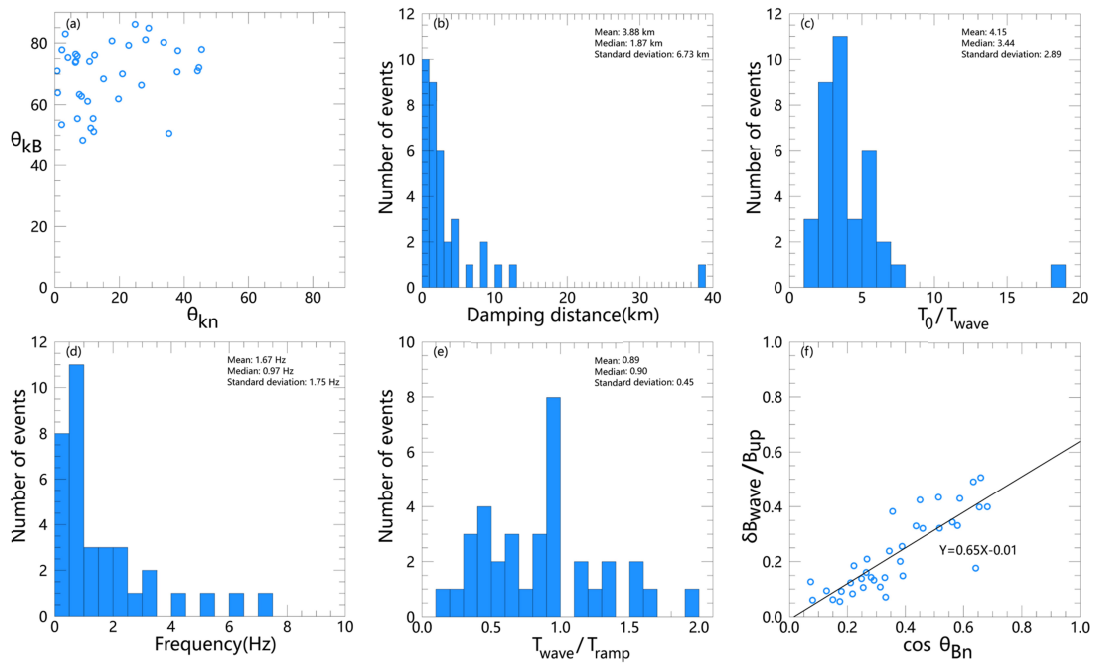 (a)
80
60
40
20
0
θkB
0 20 40 60 80
θkn
(b)
Mean: 3.88 km
Median: 1.87 km
Standard deviation: 6.73 km
12
10
8
6
4
2
0
Number of events
0 10 20 30 40
Damping distance(km)
(c)
Mean: 4.15
Median: 3.44
Standard deviation: 2.89
12
10
8
6
4
2
0
Number of events
0 5 10 15 20
T0/Twave
(d)
Mean: 1.67 Hz
Median: 0.97 Hz
Standard deviation: 1.75 Hz
12
10
8
6
4
2
0
Number of events
0 2 4 6 8 10
Frequency(Hz)
(e)
Mean: 0.89
Median: 0.90
Standard deviation: 0.45
10
8
6
4
2
0
Number of events
0.0 0.5 1.0 1.5 2.0
Twave/Tramp
(f)
1.0
0.8
0.6
0.4
0.2
0.0
δBwave/Bup
Y=0.65X-0.01
0.0 0.2 0.4 0.6 0.8 1.0
cos θBn